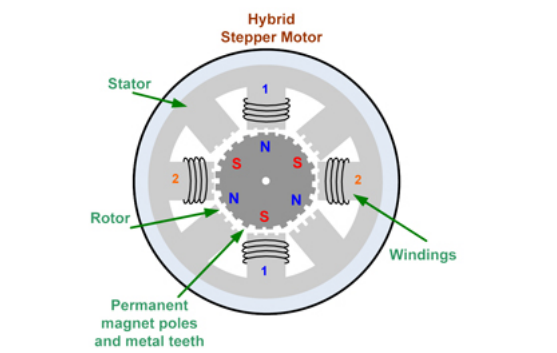 Hybrid
Stepper Motor
Stator
1
N
S
S
2
2
N
N
Rotor
S
Windings
1
Permanent
magnet poles
and metal teeth